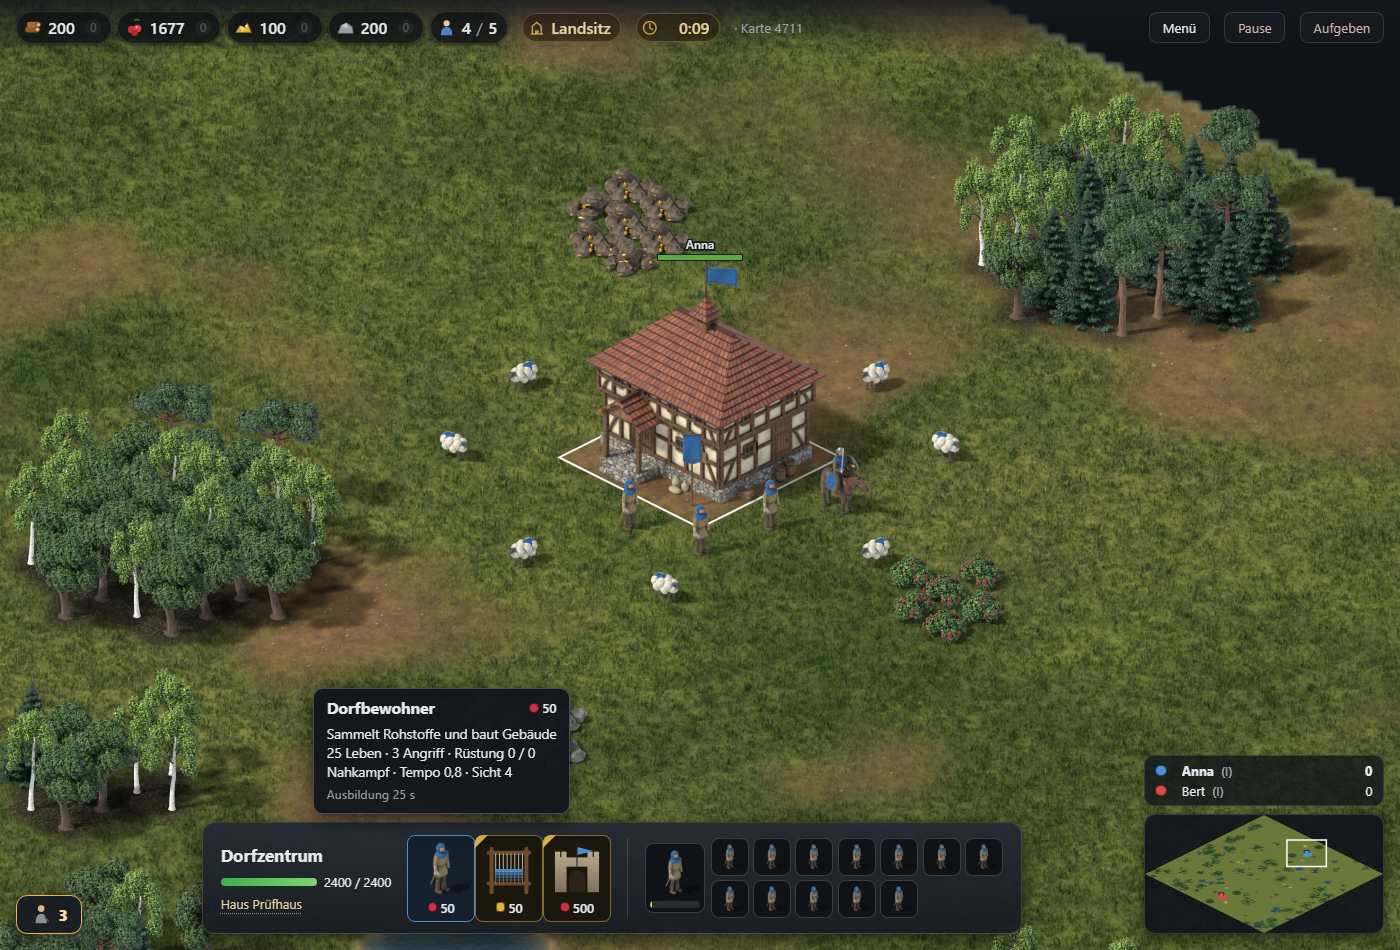 200 0 1677 0 100 0 200 0 4 / 5 Landsitz 0:09 · Karte 4711 Menü Pause Aufgeben
Anna
Dorfbewohner 50
Sammelt Rohstoffe und baut Gebäude
25 Leben · 3 Angriff · Rüstung 0 / 0
Nahkampf · Tempo 0,8 · Sicht 4
Ausbildung 25 s
Anna (I) 0
Bert (I) 0
Dorfzentrum
2400 / 2400
Haus Prüfhaus
50 50 500
3